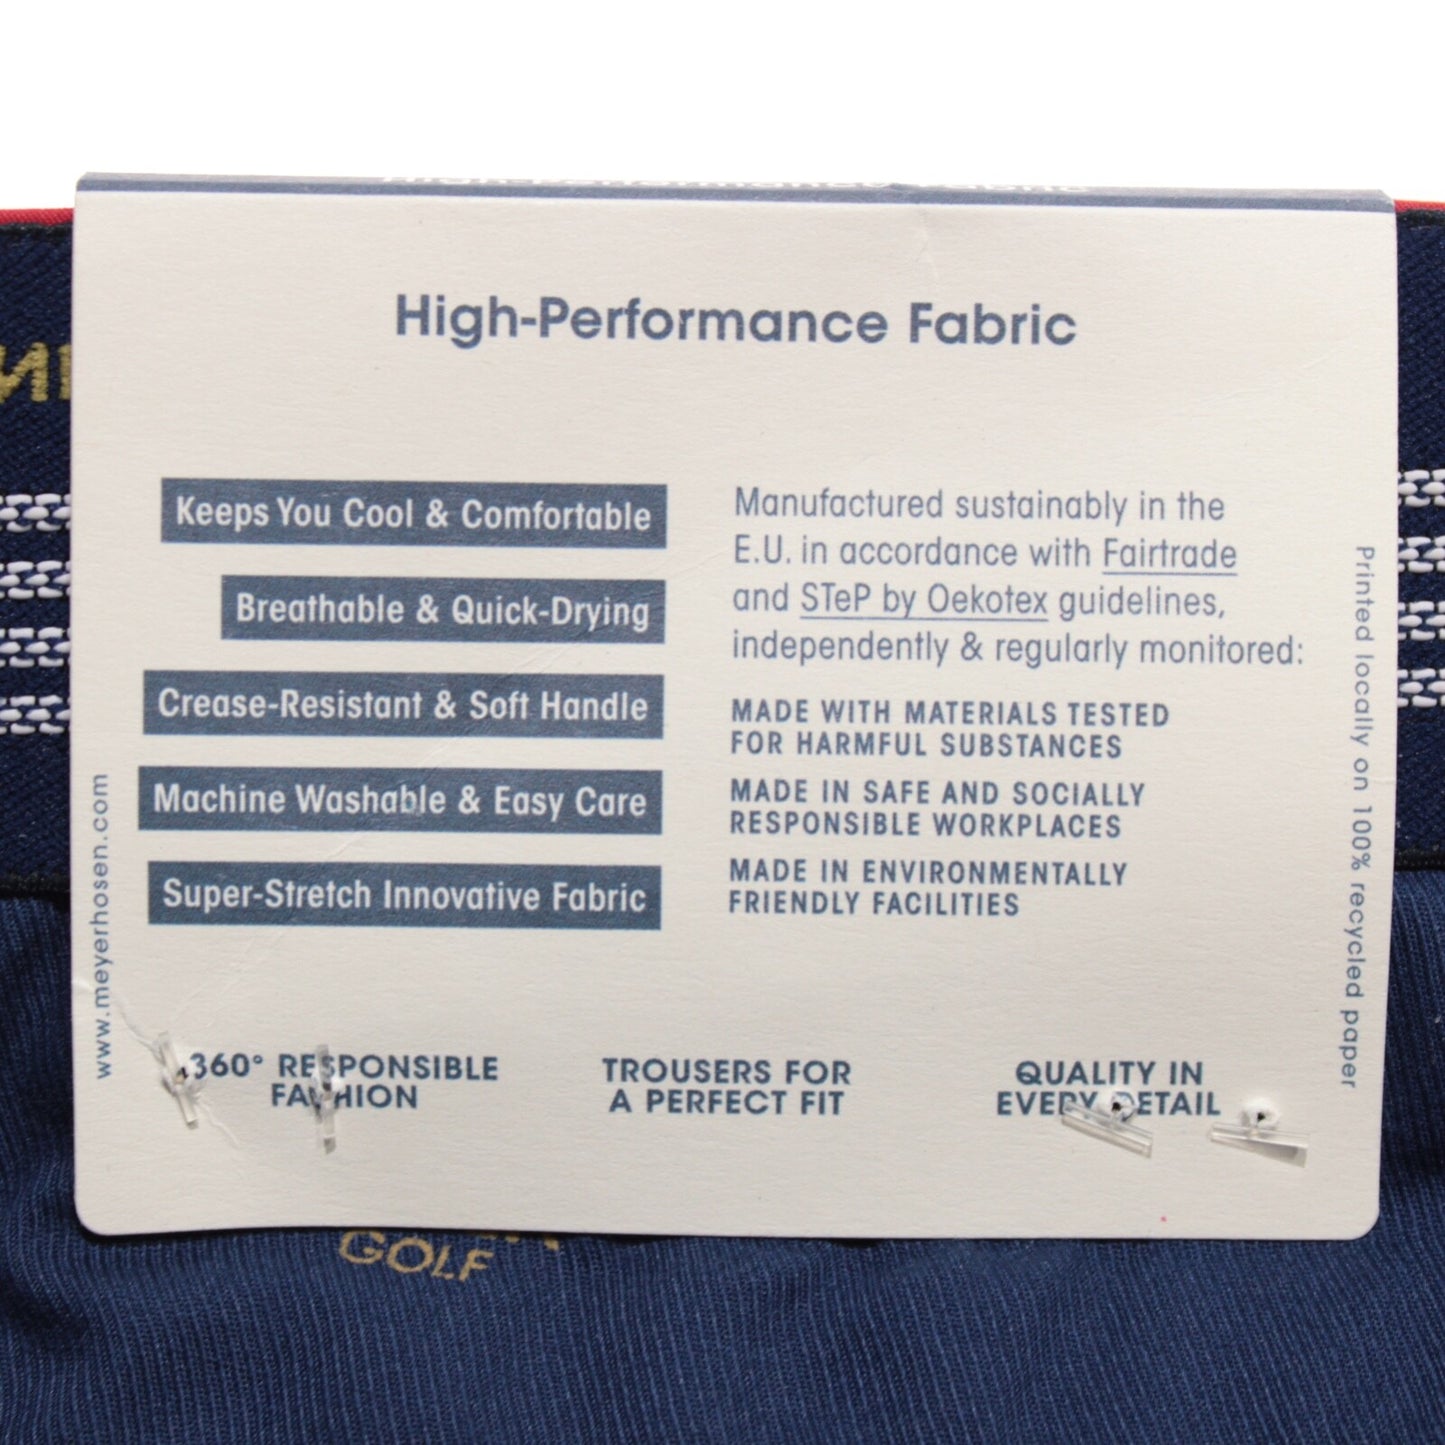 High-Performance Fabric
High-Performance Fabric
Keeps You Cool & Comfortable
Breathable & Quick-Drying
Crease-Resistant & Soft Handle
Machine Washable & Easy Care
Super-Stretch Innovative Fabric
Manufactured sustainably in the
E.U. in accordance with Fairtrade
and STeP by Oekotex guidelines,
independently & regularly monitored:
MADE WITH MATERIALS TESTED
FOR HARMFUL SUBSTANCES
MADE IN SAFE AND SOCIALLY
RESPONSIBLE WORKPLACES
MADE IN ENVIRONMENTALLY
FRIENDLY FACILITIES
360° RESPONSIBLE
FASHION
TROUSERS FOR
A PERFECT FIT
QUALITY IN
EVERY DETAIL
www.meyerhosen.com
Printed locally on 100% recycled paper
GOLF